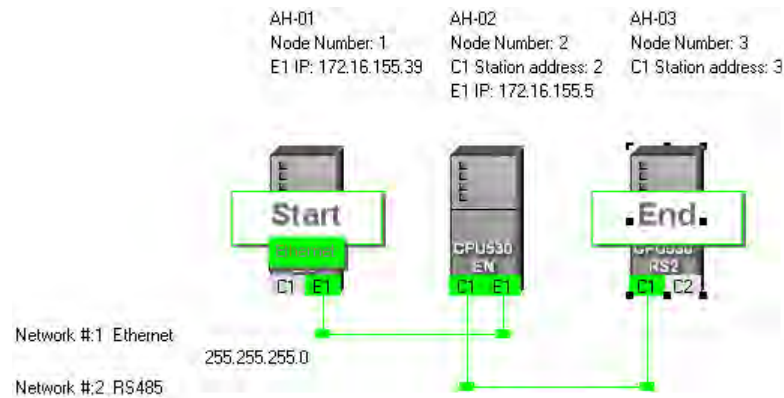 AH-01
Node Number: 1
E1 IP: 172.16.155.39
AH-02
Node Number: 2
C1 Station address: 2
E1 IP: 172.16.155.5
AH-03
Node Number: 3
C1 Station address: 3
Start
Ethernet
C1 E1
CPU530
EN
C1 E1
End
CPU530
RS2
C1 C2
Network #:1 Ethernet
255.255.255.0
Network #:2 RS485